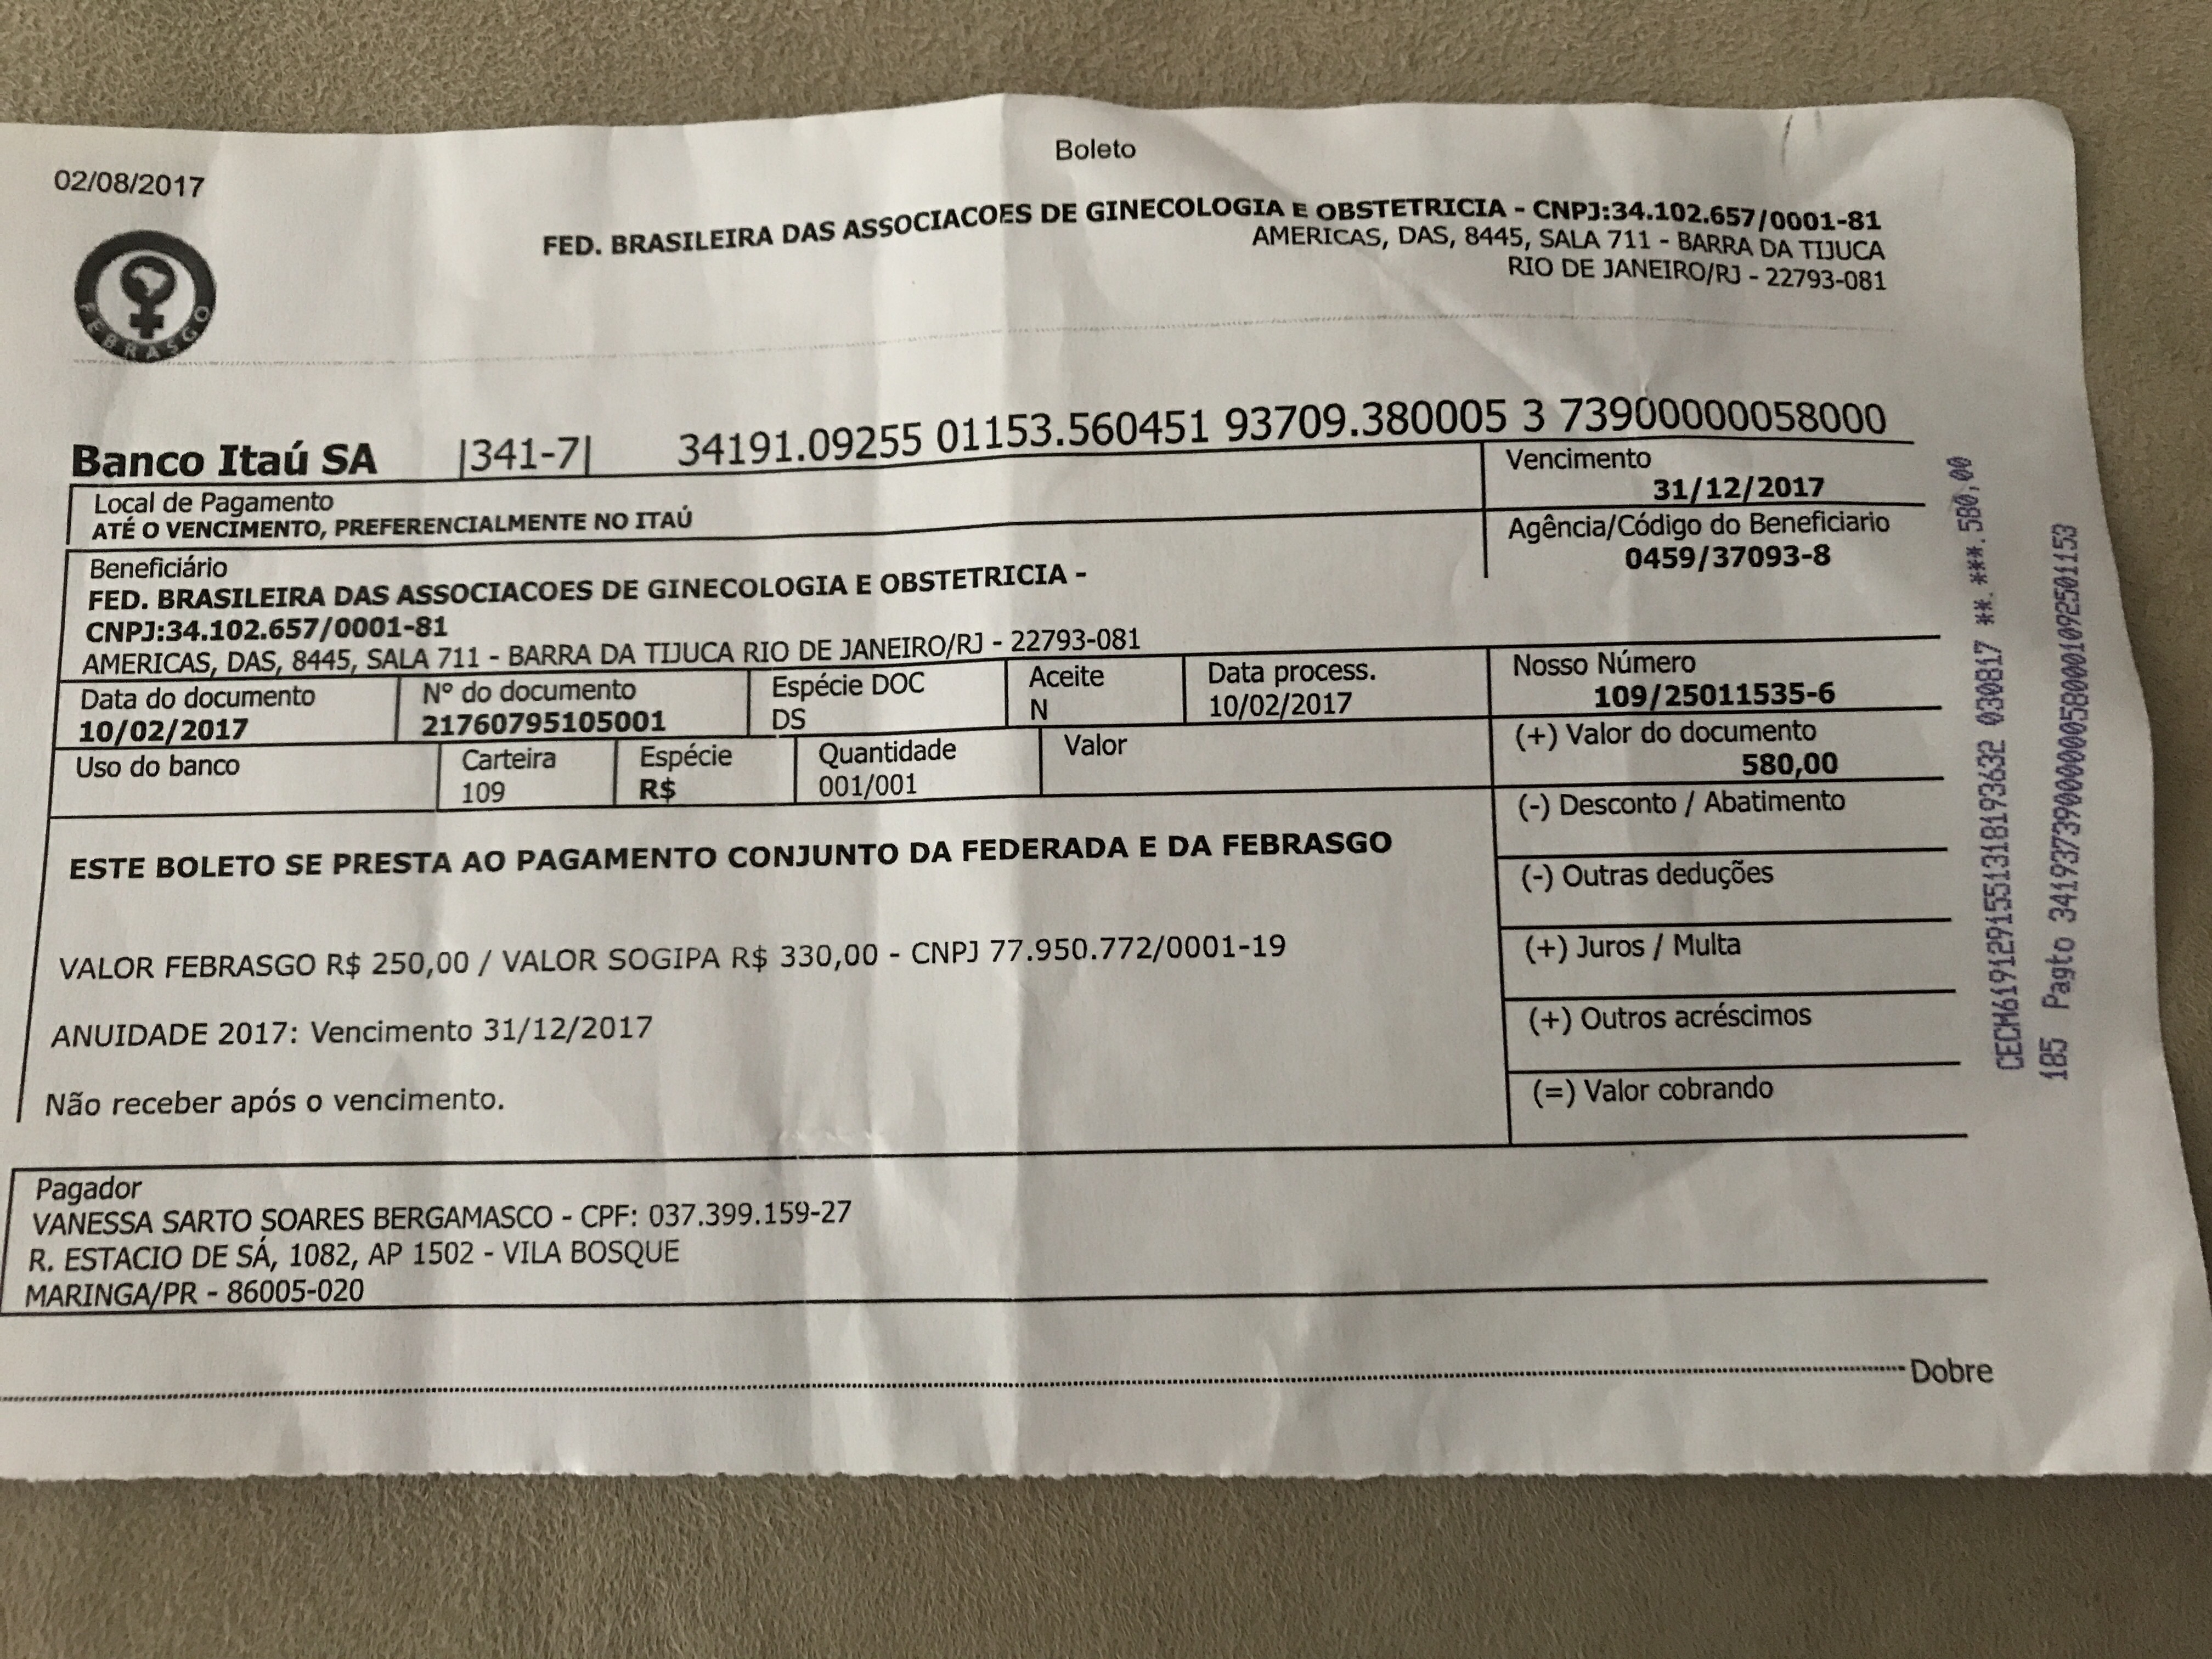 Boleto
02/08/2017
FED. BRASILEIRA DAS ASSOCIACOES DE GINECOLOGIA E OBSTETRICIA - CNPJ:34.102.657/0001-81
AMERICAS, DAS, 8445, SALA 711 - BARRA DA TIJUCA
RIO DE JANEIRO/RJ - 22793-081
FEBRASGO
Banco Itaú SA |341-7| 34191.09255 01153.560451 93709.380005 3 73900000058000
Local de Pagamento
ATÉ O VENCIMENTO, PREFERENCIALMENTE NO ITAÚ
Vencimento
31/12/2017
Beneficiário
FED. BRASILEIRA DAS ASSOCIACOES DE GINECOLOGIA E OBSTETRICIA -
CNPJ:34.102.657/0001-81
AMERICAS, DAS, 8445, SALA 711 - BARRA DA TIJUCA RIO DE JANEIRO/RJ - 22793-081
Agência/Código do Beneficiario
0459/37093-8
Data do documento
10/02/2017
Nº do documento
21760795105001
Espécie DOC
DS
Aceite
N
Data process.
10/02/2017
Nosso Número
109/25011535-6
Uso do banco
Carteira
109
Espécie
R$
Quantidade
001/001
Valor
(+) Valor do documento
580,00
(-) Desconto / Abatimento
(-) Outras deduções
(+) Juros / Multa
(+) Outros acréscimos
(=) Valor cobrando
ESTE BOLETO SE PRESTA AO PAGAMENTO CONJUNTO DA FEDERADA E DA FEBRASGO
VALOR FEBRASGO R$ 250,00 / VALOR SOGIPA R$ 330,00 - CNPJ 77.950.772/0001-19
ANUIDADE 2017: Vencimento 31/12/2017
Não receber após o vencimento.
Pagador
VANESSA SARTO SOARES BERGAMASCO - CPF: 037.399.159-27
R. ESTACIO DE SÁ, 1082, AP 1502 - VILA BOSQUE
MARINGA/PR - 86005-020
Dobre
030817 **.***.580,00
185 Pagto